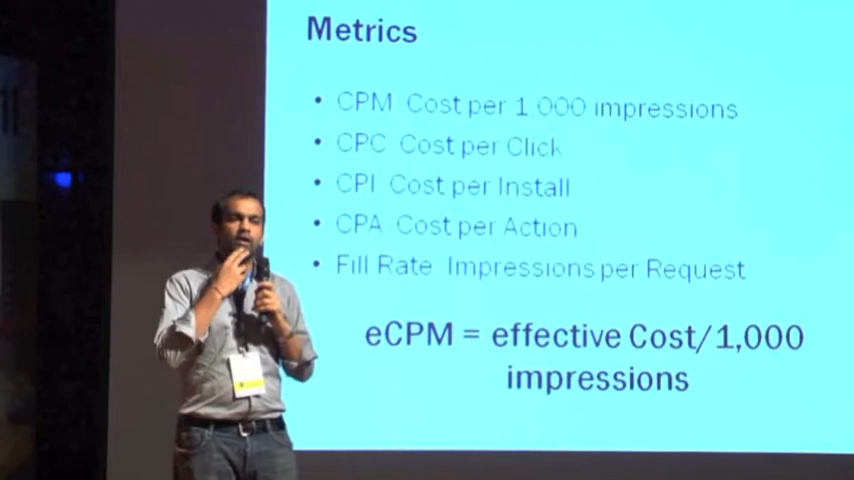 Metrics
• CPM Cost per 1,000 impressions
• CPC Cost per Click
• CPI Cost per Install
• CPA Cost per Action
• Fill Rate Impressions per Request
eCPM = effective Cost/1,000
impressions